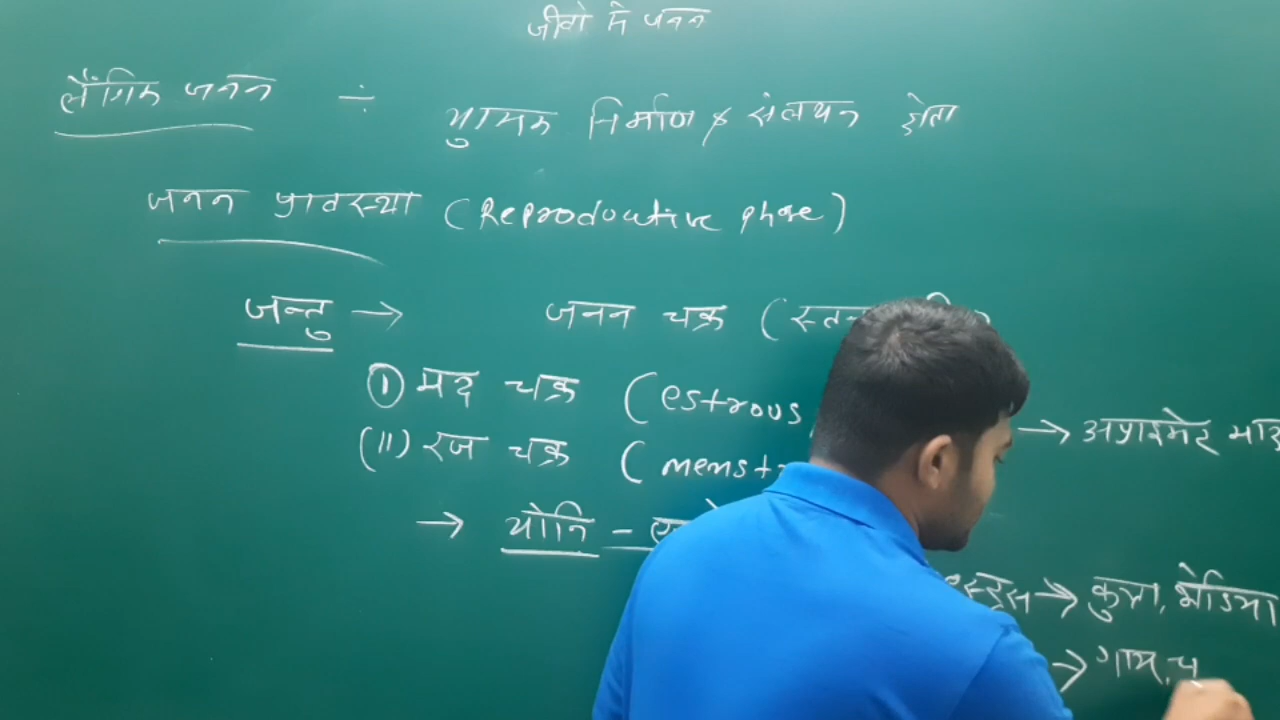 जीवो मे जनन
लैंगिक जनन ÷ युग्मक निर्माण × संलयन होता
जनन प्रावस्था (Reproductive phase)
जन्तु → जनन चक्र (स्तन
(I) मद चक्र (estrous → अप्राइमेट मा
(II) रज चक्र (menst
→ योनि -
→ कुत्ता, भेडिया
→ गाय,